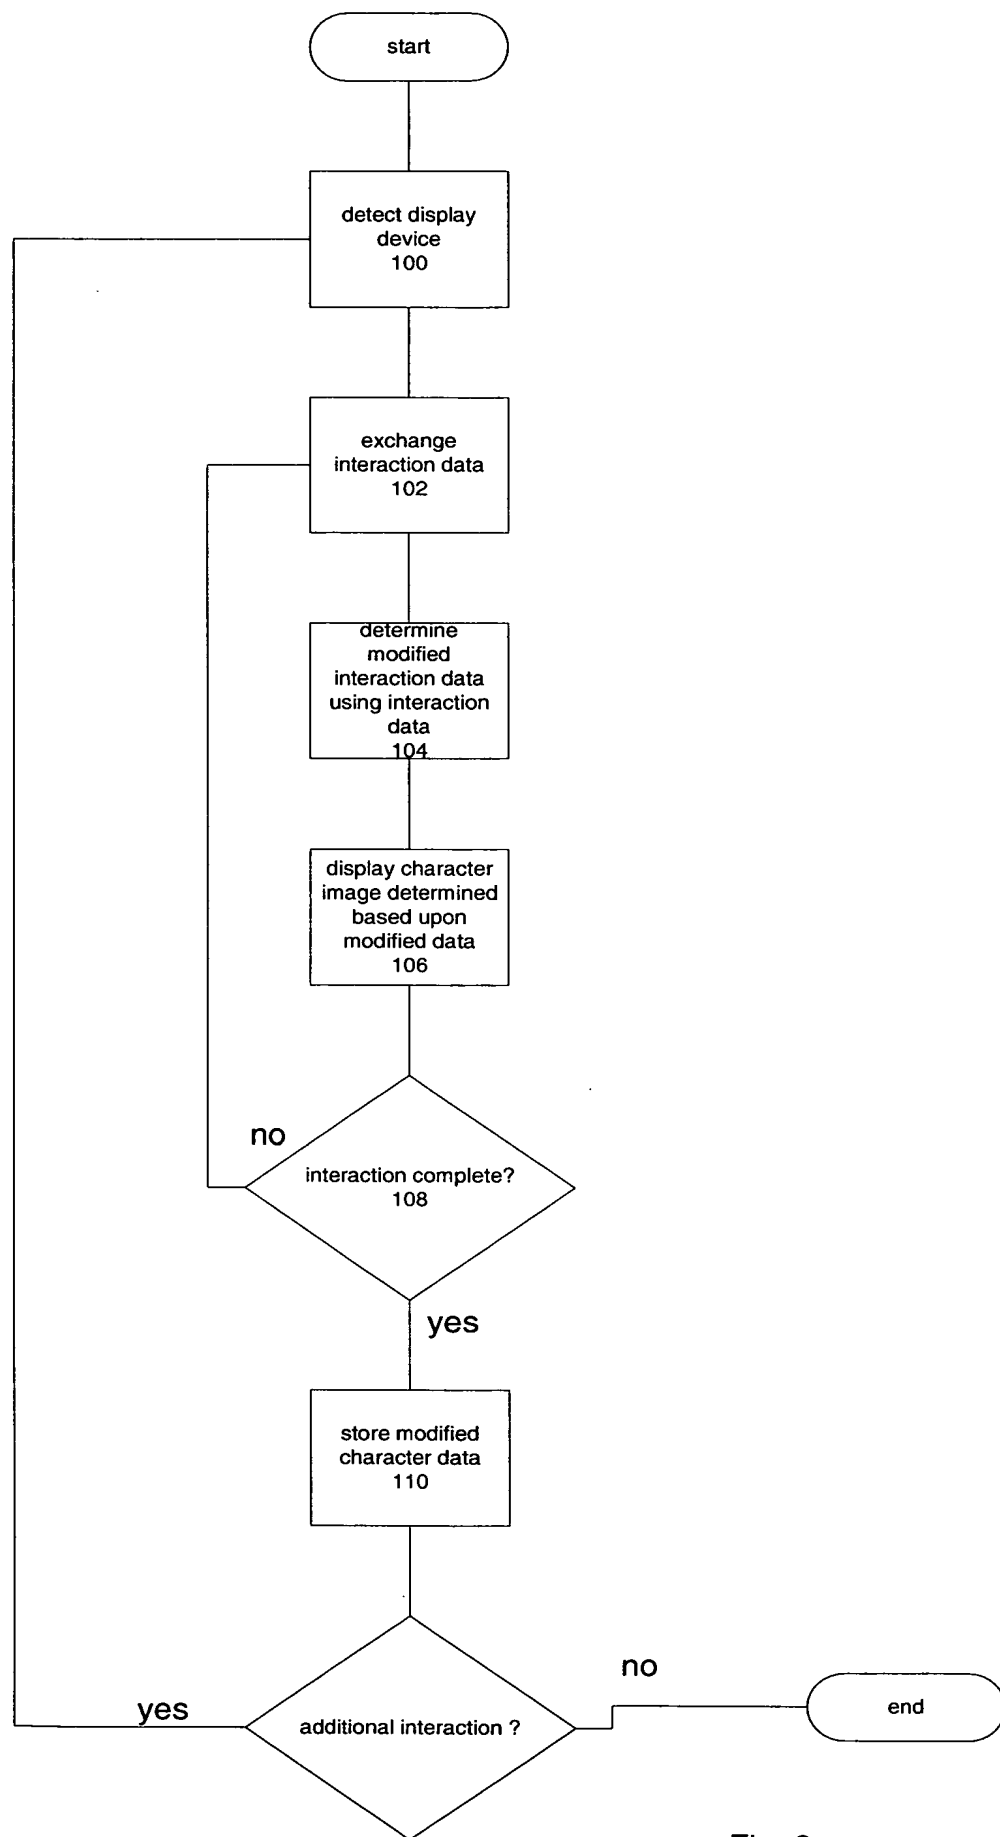 start
detect display
device
100
exchange
interaction data
102
determine
modified
interaction data
using interaction
data
104
display character
image determined
based upon
modified data
106
no
interaction complete?
108
yes
store modified
character data
110
no
yes
additional interaction ?
end